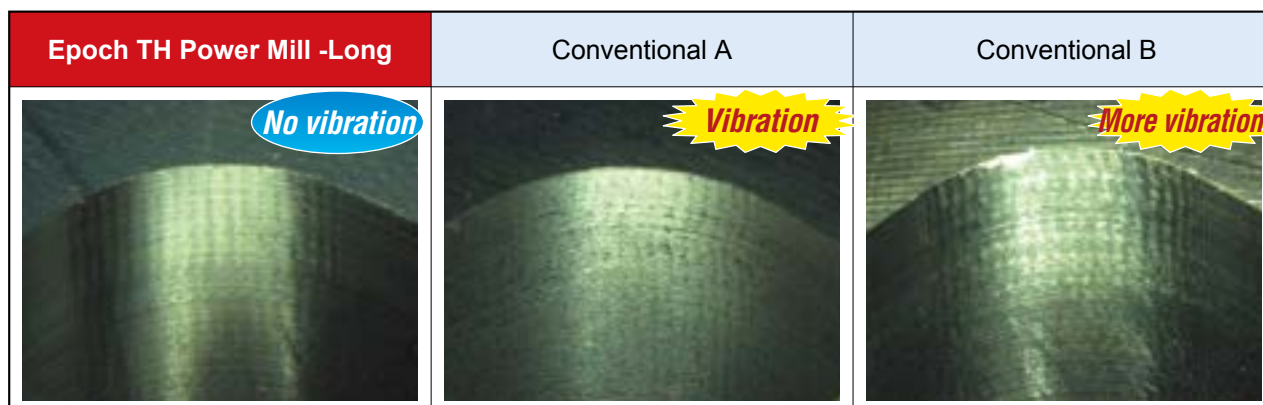 Epoch TH Power Mill -Long
Conventional A
Conventional B
No vibration
Vibration
More vibration